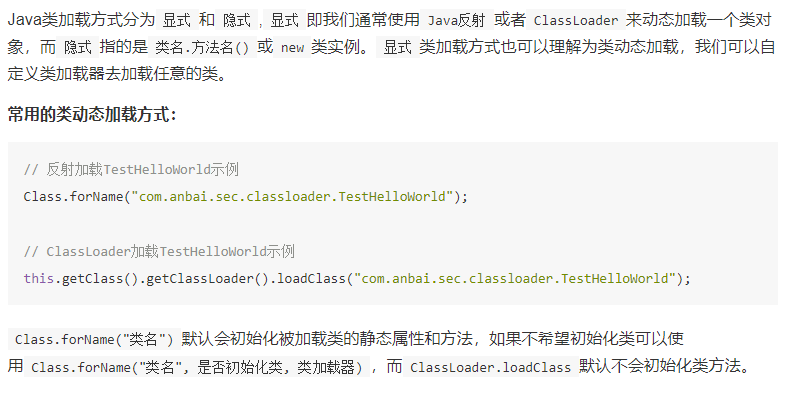 Java类加载方式分为 显式 和 隐式 , 显式 即我们通常使用 Java反射 或者 ClassLoader 来动态加载一个类对
象，而 隐式 指的是 类名.方法名() 或 new 类实例。 显式 类加载方式也可以理解为类动态加载，我们可以自
定义类加载器去加载任意的类。
常用的类动态加载方式：
// 反射加载TestHelloWorld示例
Class.forName("com.anbai.sec.classloader.TestHelloWorld");
// ClassLoader加载TestHelloWorld示例
this.getClass().getClassLoader().loadClass("com.anbai.sec.classloader.TestHelloWorld");
Class.forName("类名") 默认会初始化被加载类的静态属性和方法，如果不希望初始化类可以使
用 Class.forName("类名", 是否初始化类, 类加载器) ，而 ClassLoader.loadClass 默认不会初始化类方法。